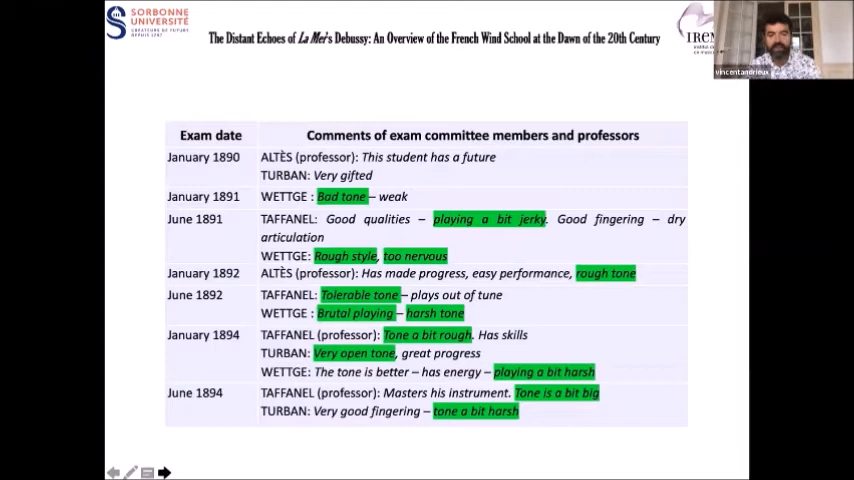 SORBONNE
UNIVERSITÉ
CRÉATEURS DE FUTURS
DEPUIS 1257
The Distant Echoes of La Mer's Debussy: An Overview of the French Wind School at the Dawn of the 20th Century
vincentandrieux
Exam date Comments of exam committee members and professors
January 1890 ALTÈS (professor): This student has a future
TURBAN: Very gifted
January 1891 WETTGE : Bad tone – weak
June 1891 TAFFANEL: Good qualities – playing a bit jerky. Good fingering – dry
articulation
WETTGE: Rough style, too nervous
January 1892 ALTÈS (professor): Has made progress, easy performance, rough tone
June 1892 TAFFANEL: Tolerable tone – plays out of tune
WETTGE : Brutal playing – harsh tone
January 1894 TAFFANEL (professor): Tone a bit rough. Has skills
TURBAN: Very open tone, great progress
WETTGE: The tone is better – has energy – playing a bit harsh
June 1894 TAFFANEL (professor): Masters his instrument. Tone is a bit big
TURBAN: Very good fingering – tone a bit harsh